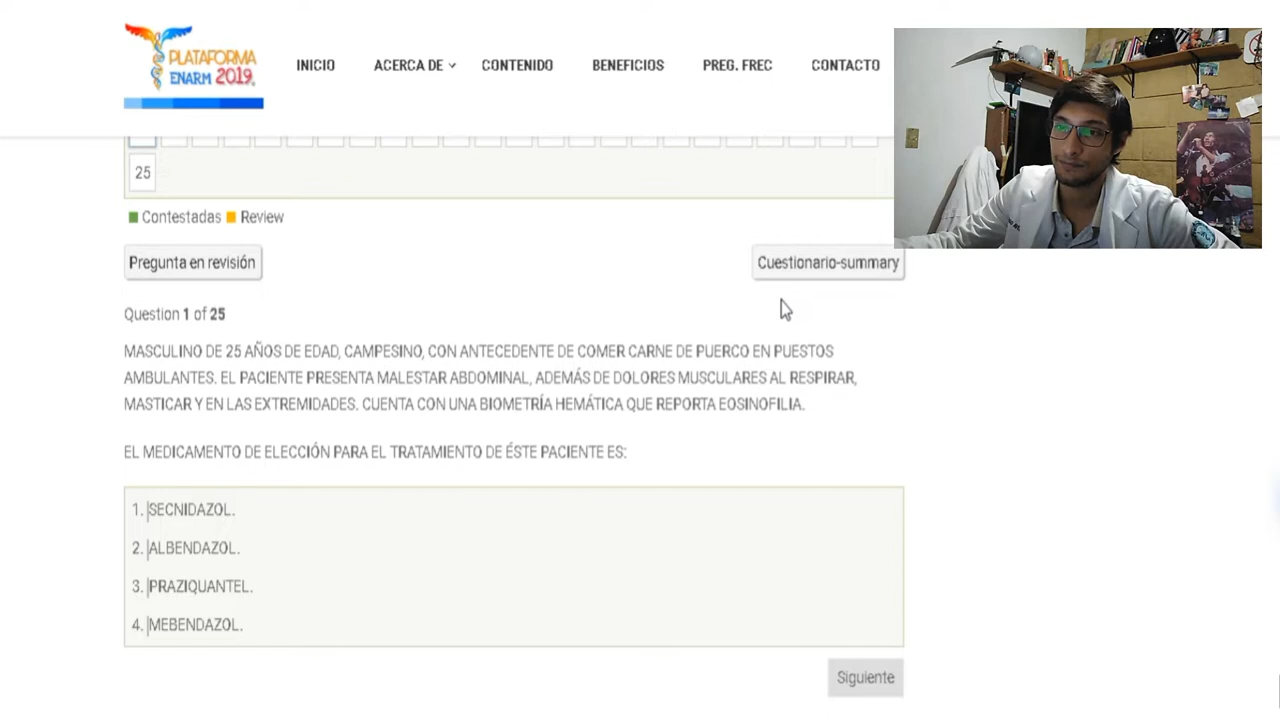 PLATAFORMA
ENARM 2019
INICIO ACERCA DE CONTENIDO BENEFICIOS PREG. FREC CONTACTO
25
Contestadas Review
Pregunta en revisión Cuestionario-summary
Question 1 of 25
MASCULINO DE 25 AÑOS DE EDAD, CAMPESINO, CON ANTECEDENTE DE COMER CARNE DE PUERCO EN PUESTOS
AMBULANTES. EL PACIENTE PRESENTA MALESTAR ABDOMINAL, ADEMÁS DE DOLORES MUSCULARES AL RESPIRAR,
MASTICAR Y EN LAS EXTREMIDADES. CUENTA CON UNA BIOMETRÍA HEMÁTICA QUE REPORTA EOSINOFILIA.
EL MEDICAMENTO DE ELECCIÓN PARA EL TRATAMIENTO DE ÉSTE PACIENTE ES:
1. SECNIDAZOL.
2. ALBENDAZOL.
3. PRAZIQUANTEL.
4. MEBENDAZOL.
Siguiente